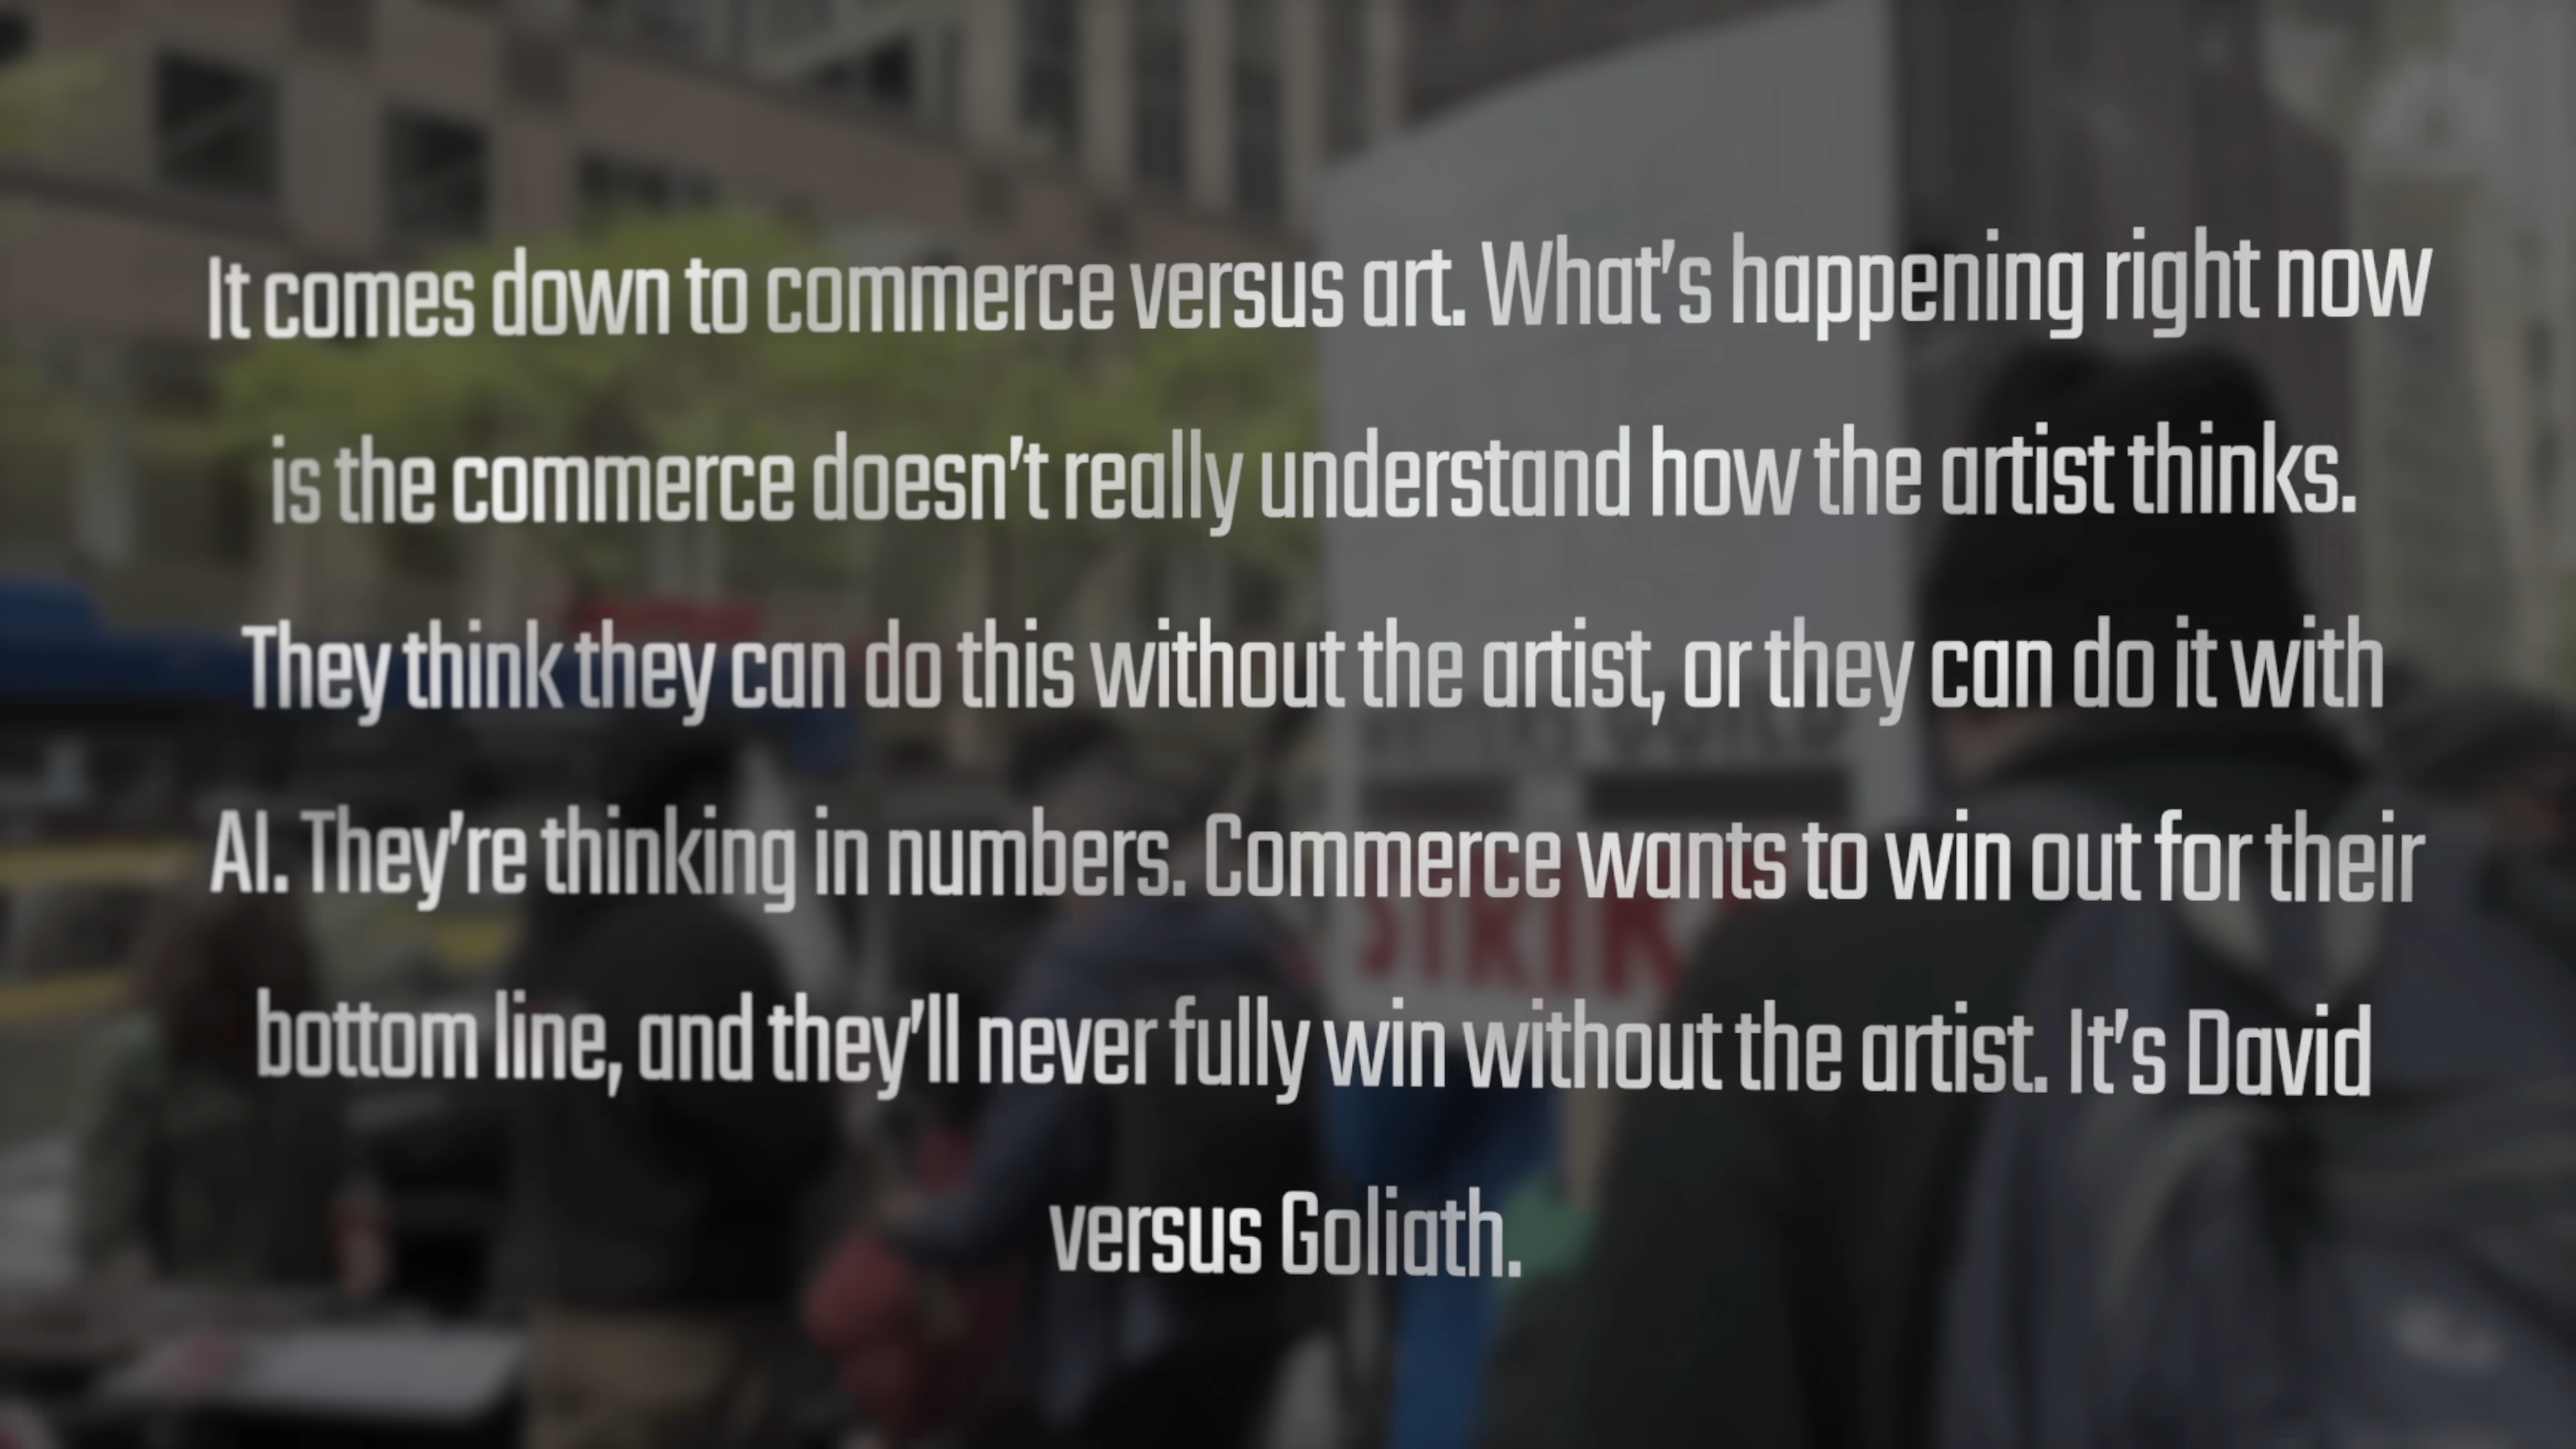 It comes down to commerce versus art. What's happening right now
is the commerce doesn't really understand how the artist thinks.
They think they can do this without the artist, or they can do it with
AI. They're thinking in numbers. Commerce wants to win out for their
bottom line, and they'll never fully win without the artist. It's David
versus Goliath.